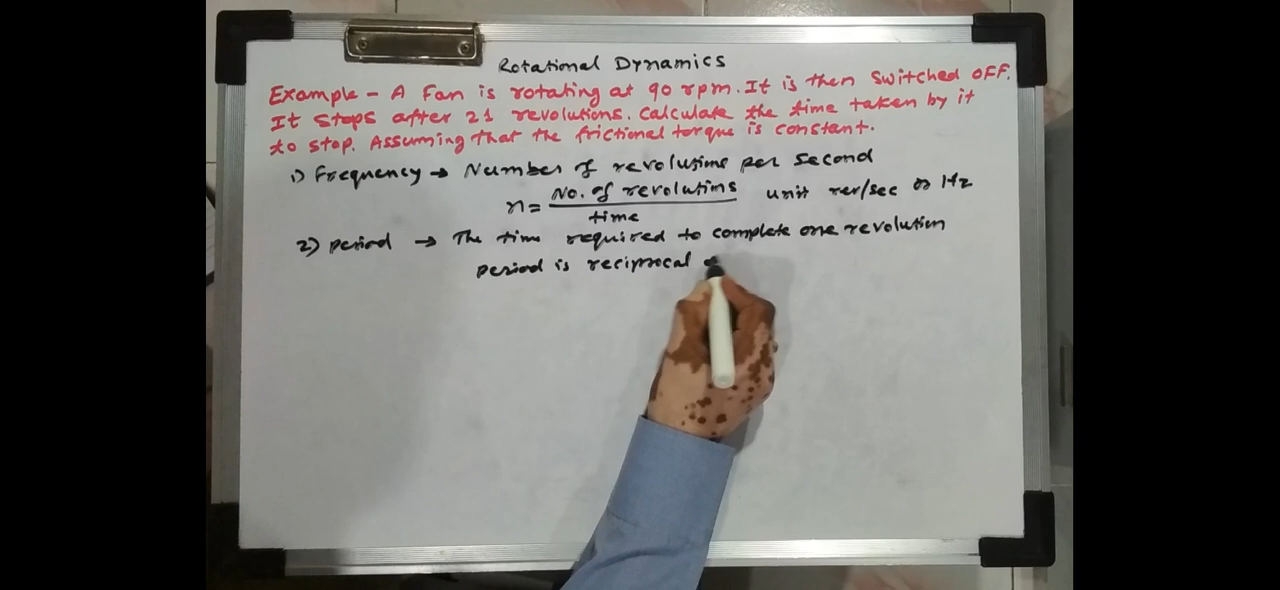 Rotational Dynamics
Example - A Fan is rotating at 90 rpm. It is then switched OFF.
It stops after 21 revolutions. Calculate the time taken by it
to stop. Assuming that the frictional torque is constant.
1) Frequency → Number of revolutions per second
n = No. of revolutions / time unit rev/sec or Hz
2) period → The time required to complete one revolution
period is reciprocal